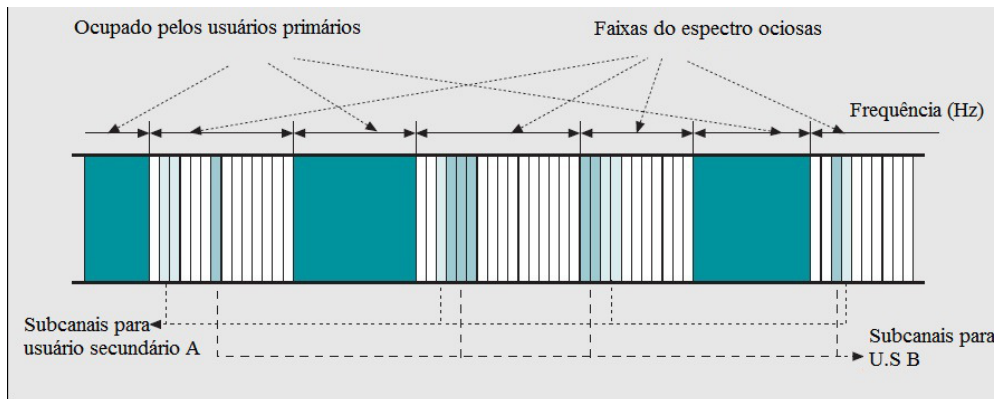 Ocupado pelos usuários primários
Faixas do espectro ociosas
Frequência (Hz)
Subcanais para
usuário secundário A
Subcanais para
U.S B